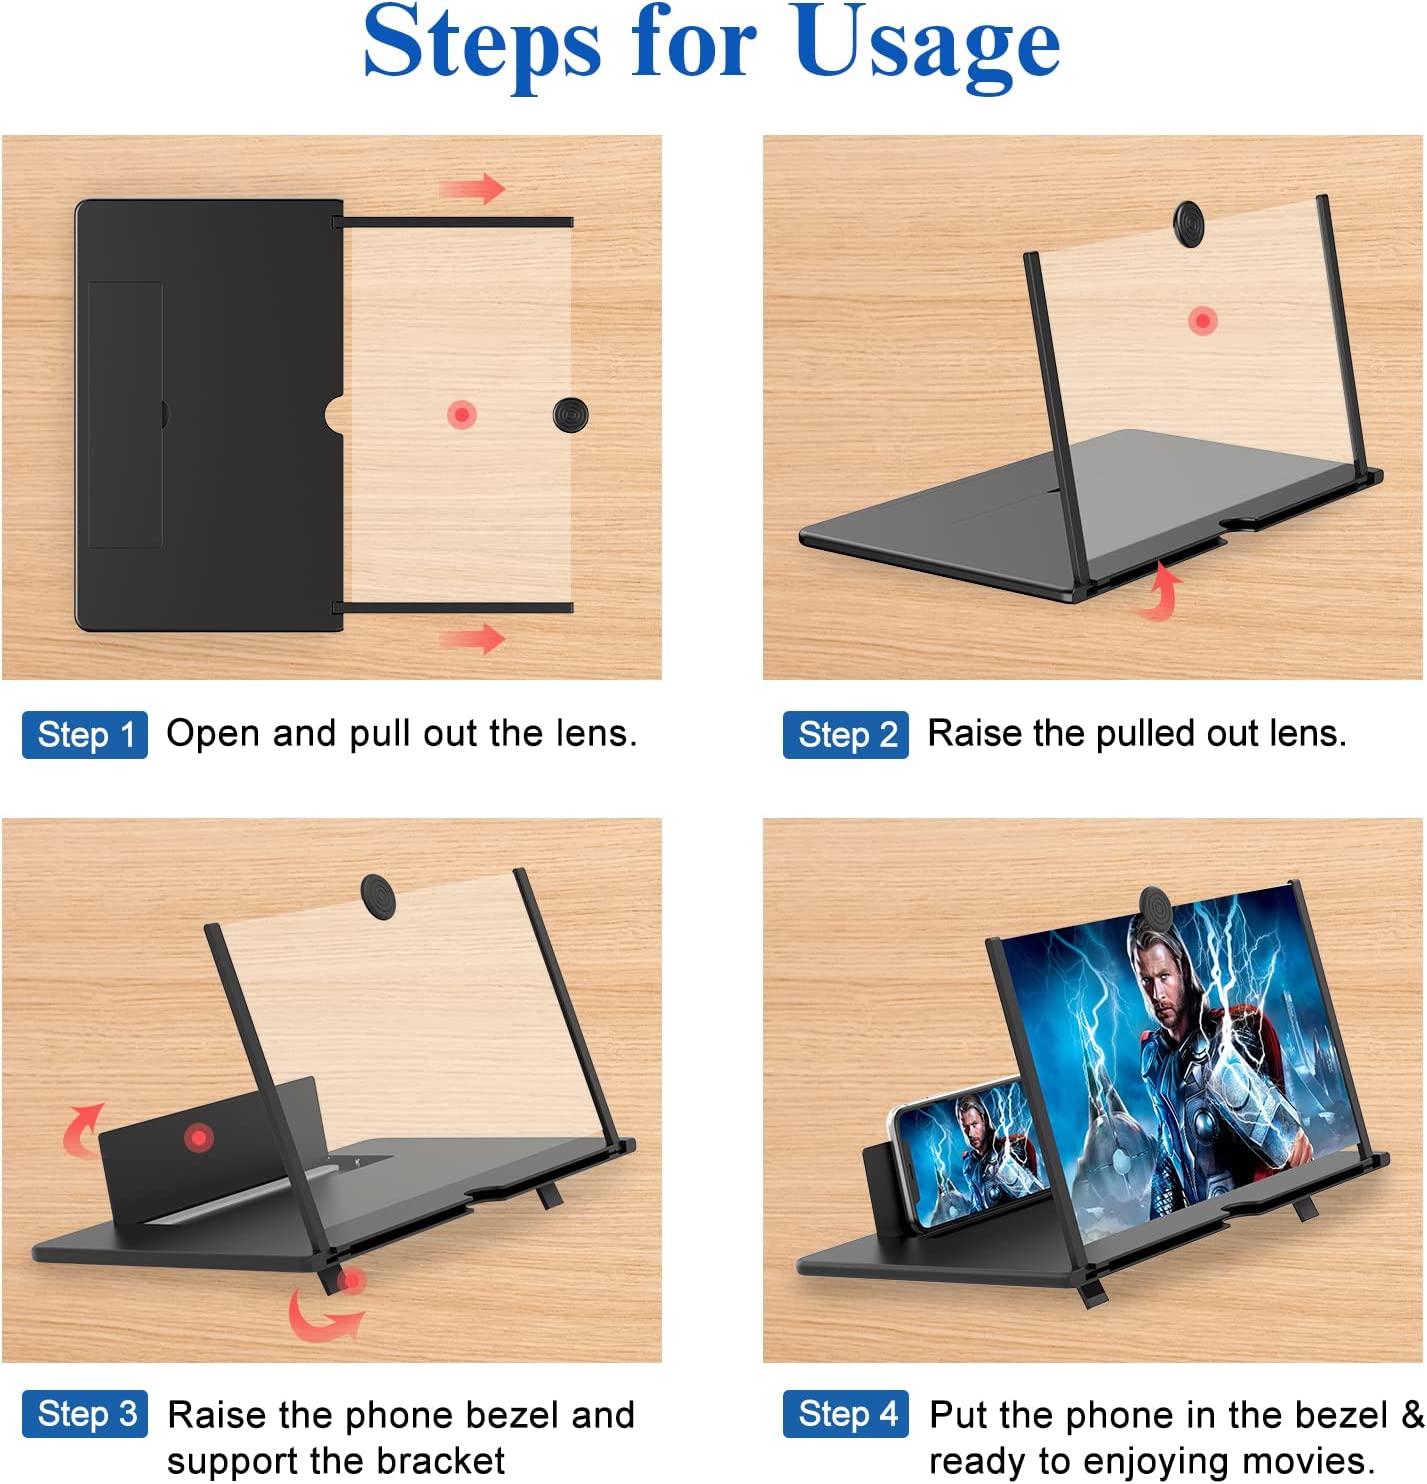 Steps for Usage
Step 1 Open and pull out the lens.
Step 2 Raise the pulled out lens.
Step 3 Raise the phone bezel and
support the bracket
Step 4 Put the phone in the bezel &
ready to enjoying movies.